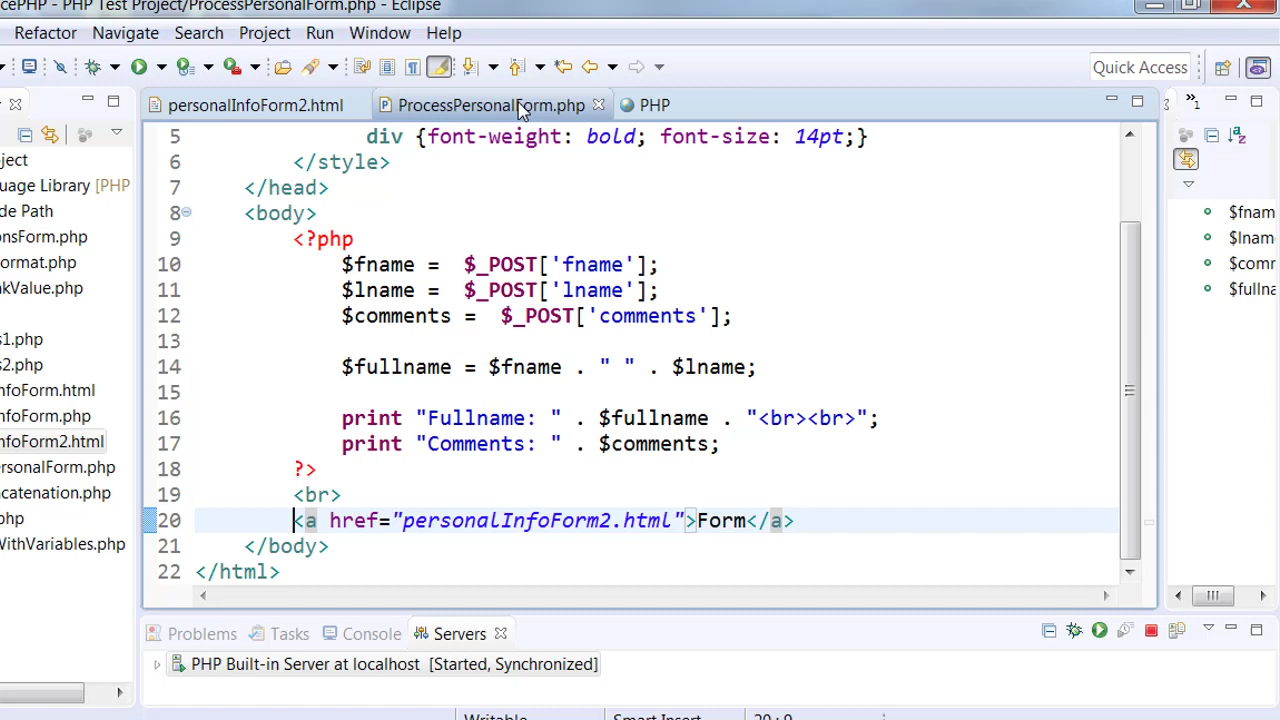 cePHP - PHP Test Project/ProcessPersonalForm.php - Eclipse
Refactor Navigate Search Project Run Window Help
Quick Access
personalInfoForm2.html ProcessPersonalForm.php PHP
1
ject
uage Library [PHP
de Path
onsForm.php
ormat.php
kValue.php
s1.php
s2.php
nfoForm.html
nfoForm.php
nfoForm2.html
ersonalForm.php
catenation.php
php
WithVariables.php
5 div {font-weight: bold; font-size: 14pt;}
6 </style>
7 </head>
8 <body>
9 <?php
10 $fname = $_POST['fname'];
11 $lname = $_POST['lname'];
12 $comments = $_POST['comments'];
13
14 $fullname = $fname . " " . $lname;
15
16 print "Fullname: " . $fullname . "<br><br>";
17 print "Comments: " . $comments;
18 ?>
19 <br>
20 <a href="personalInfoForm2.html">Form</a>
21 </body>
22 </html>
$fnam
$lnam
$comm
$fullna
Problems Tasks Console Servers
PHP Built-in Server at localhost [Started, Synchronized]
Writable Smart Insert 20 : 9